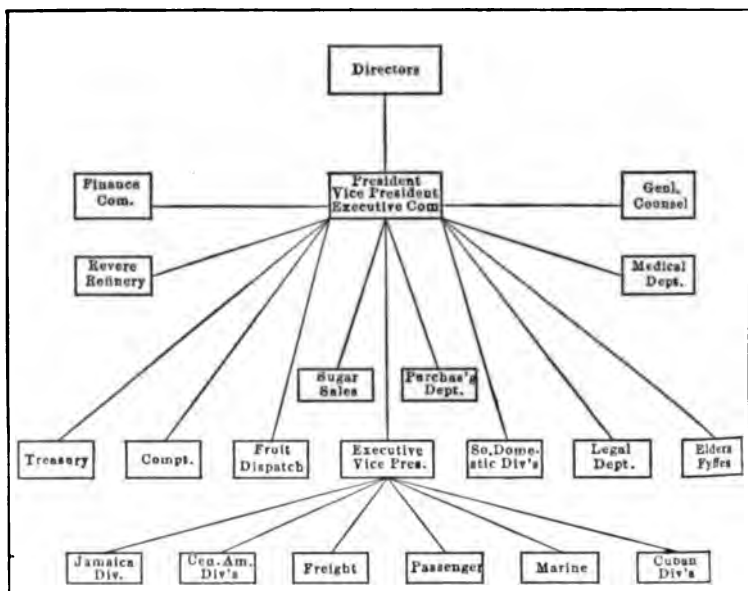 Directors
Finance
Com.
President
Vice President
Executive Com
Genl.
Counsel
Revere
Refinery
Medical
Dept.
Sugar
Sales
Purchas'g
Dept.
Treasury
Compt.
Fruit
Dispatch
Executive
Vice Pres.
So. Dome-
stic Div's
Legal
Dept.
Elders
Fyffes
Jamaica
Div.
Cen. Am.
Div's
Freight
Passenger
Marine
Cuban
Div's